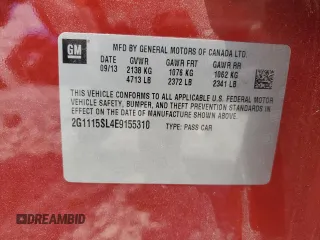 GM
MFD BY GENERAL MOTORS OF CANADA LTD.
DATE GVWR GAWR FRT GAWR RR
09/13 2138 KG 1076 KG 1062 KG
4713 LB 2372 LB 2341 LB
THIS VEHICLE CONFORMS TO ALL APPLICABLE U.S. FEDERAL MOTOR
VEHICLE SAFETY, BUMPER, AND THEFT PREVENTION STANDARDS
IN EFFECT ON THE DATE OF MANUFACTURE SHOWN ABOVE.
2G1115SL4E9155310 TYPE: PASS CAR
DREAMBID